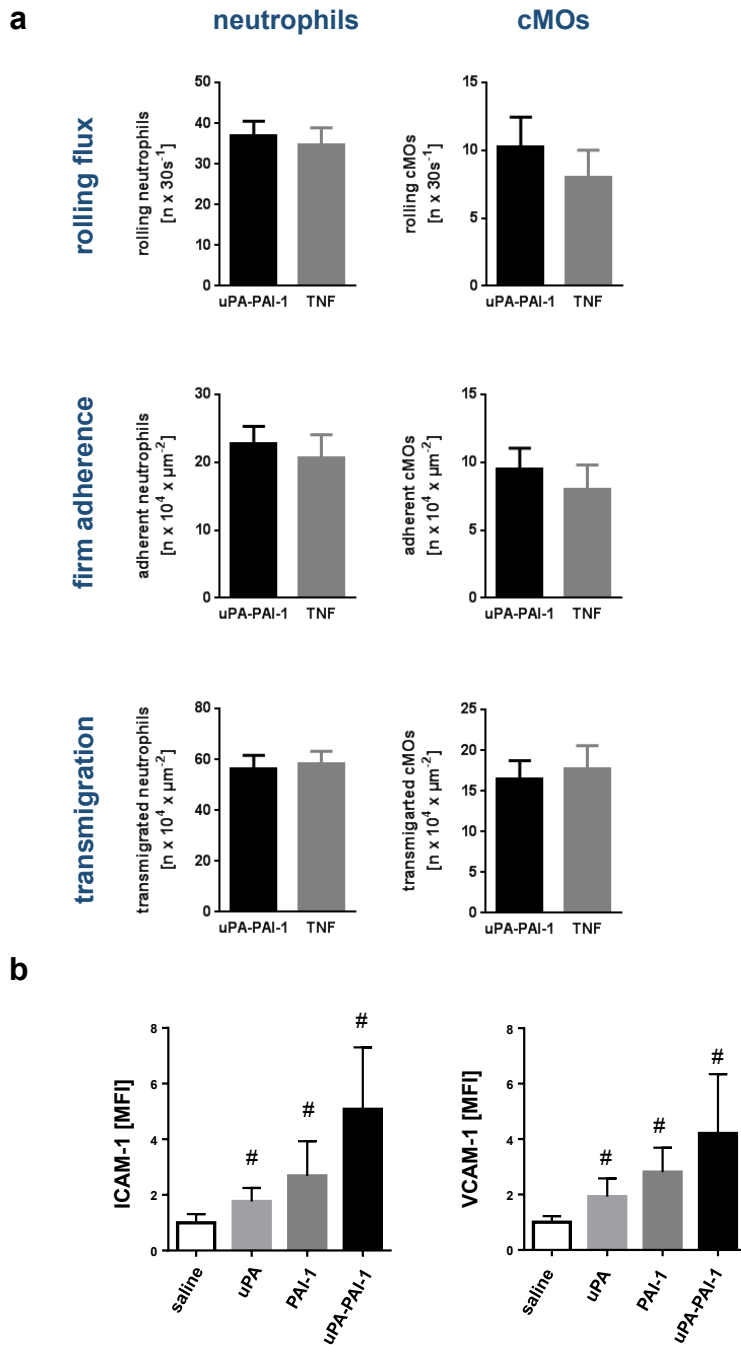 a
neutrophils
cMOs
rolling flux
rolling neutrophils
[n x 30s⁻¹]
50
40
30
20
10
0
uPA-PAI-1 TNF
rolling cMOs
[n x 30s⁻¹]
15
10
5
0
uPA-PAI-1 TNF
firm adherence
adherent neutrophils
[n x 10⁴ x µm⁻²]
30
20
10
0
uPA-PAI-1 TNF
adherent cMOs
[n x 10⁴ x µm⁻²]
15
10
5
0
uPA-PAI-1 TNF
transmigration
transmigrated neutrophils
[n x 10⁴ x µm⁻²]
80
60
40
20
0
uPA-PAI-1 TNF
transmigarted cMOs
[n x 10⁴ x µm⁻²]
25
20
15
10
5
0
uPA-PAI-1 TNF
b
ICAM-1 [MFI]
8
6
4
2
0
# # #
saline uPA PAI-1 uPA-PAI-1
VCAM-1 [MFI]
8
6
4
2
0
# # #
saline uPA PAI-1 uPA-PAI-1